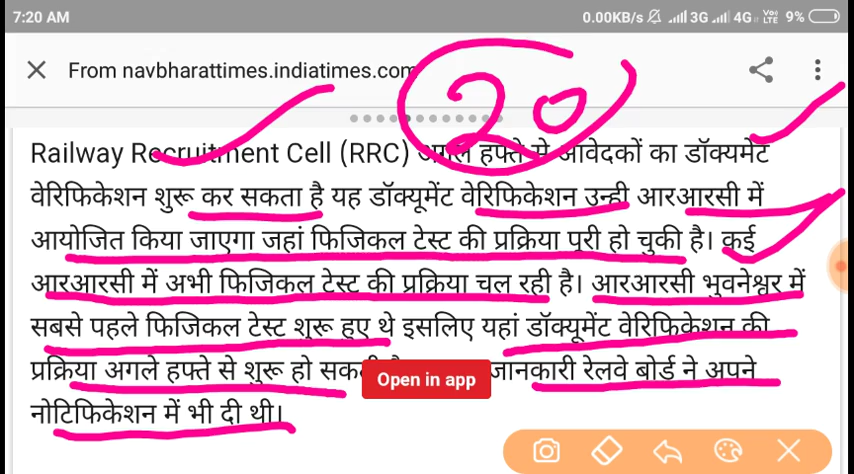 7:20 AM 0.00KB/s 3G 4G VoLTE 9%
From navbharattimes.indiatimes.com
20
Railway Recruitment Cell (RRC) अगले हफ्ते से आवेदकों का डॉक्यमेंट
वेरिफिकेशन शुरू कर सकता है यह डॉक्यूमेंट वेरिफिकेशन उन्ही आरआरसी में
आयोजित किया जाएगा जहां फिजिकल टेस्ट की प्रक्रिया पूरी हो चुकी है। कई
आरआरसी में अभी फिजिकल टेस्ट की प्रक्रिया चल रही है। आरआरसी भुवनेश्वर में
सबसे पहले फिजिकल टेस्ट शुरू हुए थे इसलिए यहां डॉक्यूमेंट वेरिफिकेशन की
प्रक्रिया अगले हफ्ते से शुरू हो जानकारी रेलवे बोर्ड ने अपने
Open in app
नोटिफिकेशन में भी दी थी।